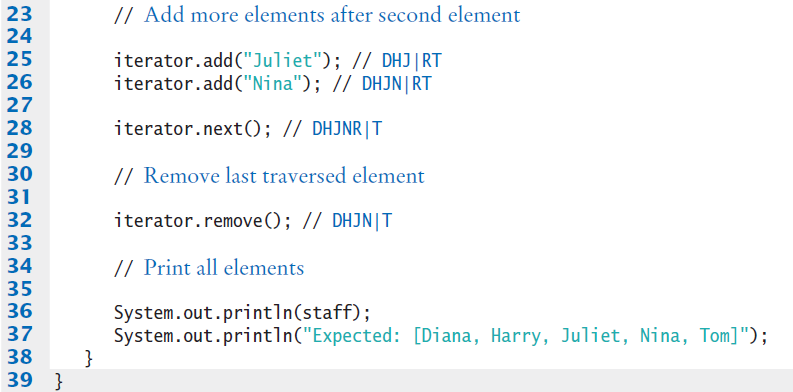 23 // Add more elements after second element
24
25 iterator.add("Juliet"); // DHJ|RT
26 iterator.add("Nina"); // DHJN|RT
27
28 iterator.next(); // DHJNR|T
29
30 // Remove last traversed element
31
32 iterator.remove(); // DHJN|T
33
34 // Print all elements
35
36 System.out.println(staff);
37 System.out.println("Expected: [Diana, Harry, Juliet, Nina, Tom]");
38 }
39 }